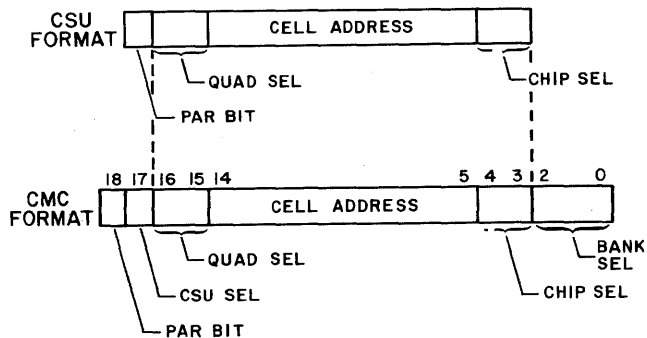 CSU FORMAT
CELL ADDRESS
QUAD SEL
CHIP SEL
PAR BIT
18 17 16 15 14 5 4 3 2 0
CMC FORMAT
CELL ADDRESS
QUAD SEL
BANK SEL
CSU SEL
CHIP SEL
PAR BIT